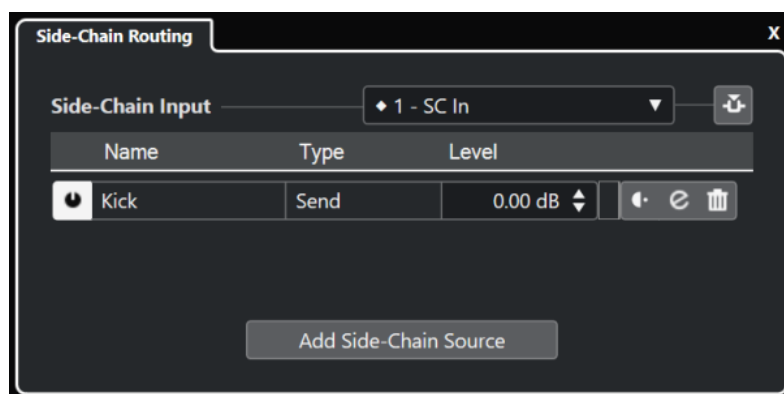 Side-Chain Routing X
Side-Chain Input 1 - SC In
Name Type Level
Kick Send 0.00 dB
Add Side-Chain Source